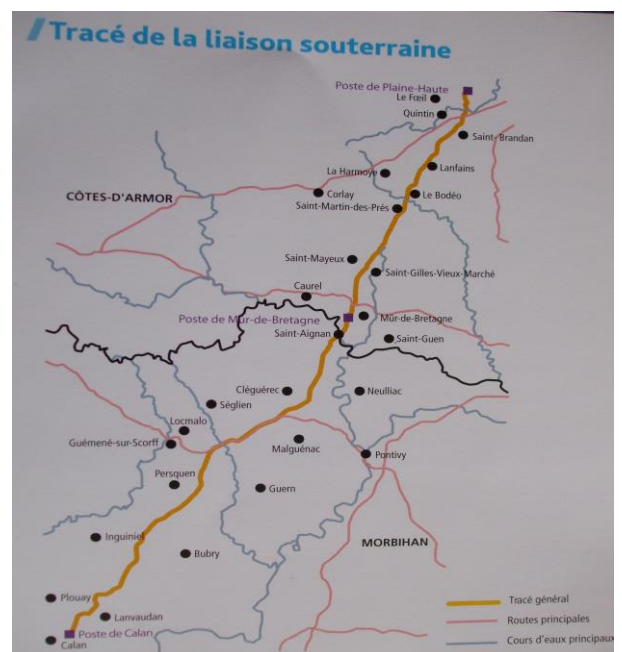 Tracé de la liaison souterraine
Poste de Plaine-Haute
Le Fœil
Quintin
Saint-Brandan
Lanfains
La Harmoye
CÔTES-D'ARMOR
Corlay
Le Bodéo
Saint-Martin-des-Prés
Saint-Mayeux
Saint-Gilles-Vieux-Marché
Caurel
Poste de Mûr-de-Bretagne
Mûr-de-Bretagne
Saint-Aignan
Saint-Guen
Cléguérec
Neulliac
Séglien
Locmalo
Guémené-sur-Scorff
Malguénac
Pontivy
Persquen
Guern
Inguiniel
MORBIHAN
Bubry
Plouay
Lanvaudan
Poste de Calan
Calan
Tracé général
Routes principales
Cours d'eaux principaux